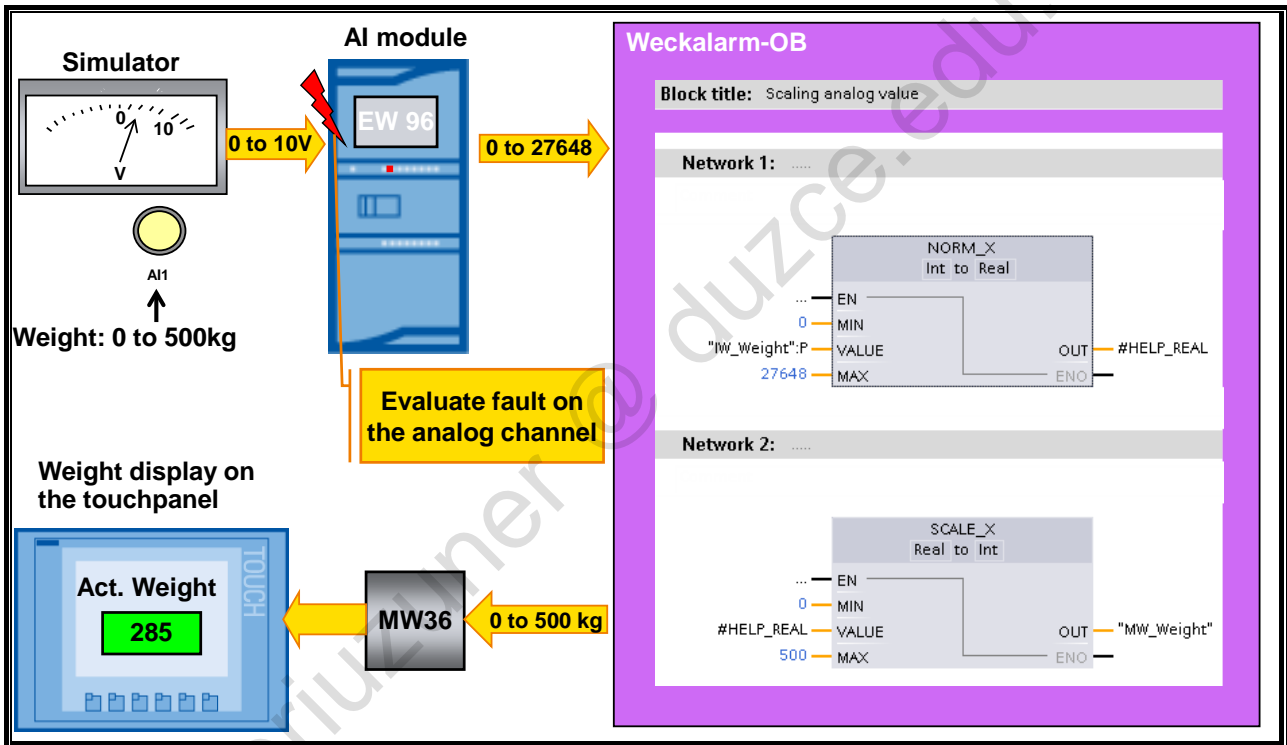 Simulator
0
10
V
0 to 10V
AI1
Weight: 0 to 500kg
AI module
EW 96
0 to 27648
Evaluate fault on
the analog channel
Weckalarm-OB
Block title: Scaling analog value
Network 1: .....
NORM_X
Int to Real
... EN
0 MIN
"IW_Weight":P VALUE OUT #HELP_REAL
27648 MAX ENO
Network 2: .....
SCALE_X
Real to Int
... EN
0 MIN
#HELP_REAL VALUE OUT "MW_Weight"
500 MAX ENO
Weight display on
the touchpanel
Act. Weight
285
TOUCH
MW36
0 to 500 kg
@ duzce.edu